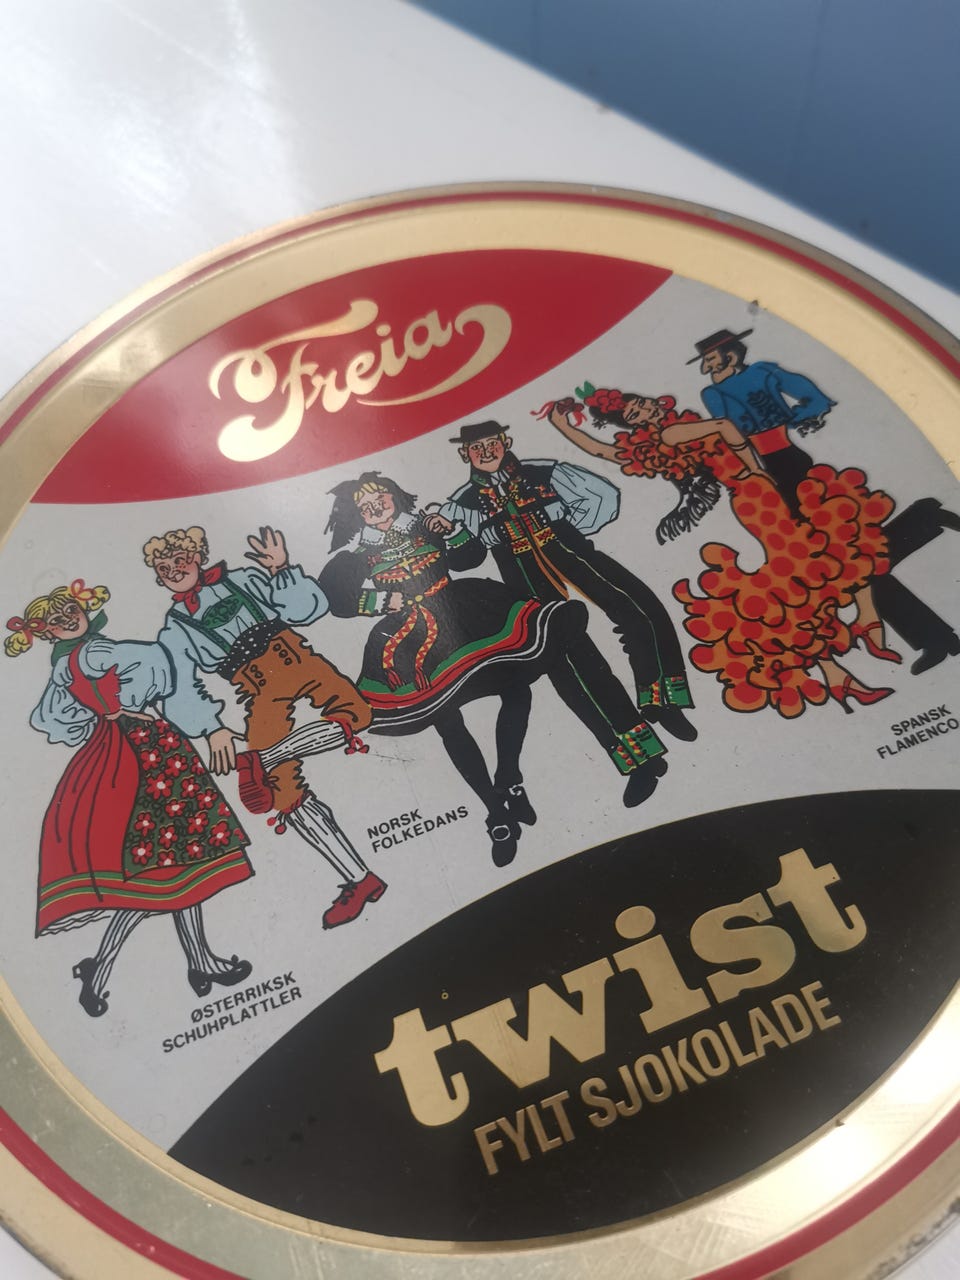 Freia
SPANSK
FLAMENCO
NORSK
FOLKEDANS
ØSTERRIKSK
SCHUHPLATTLER
twist
FYLT SJOKOLADE